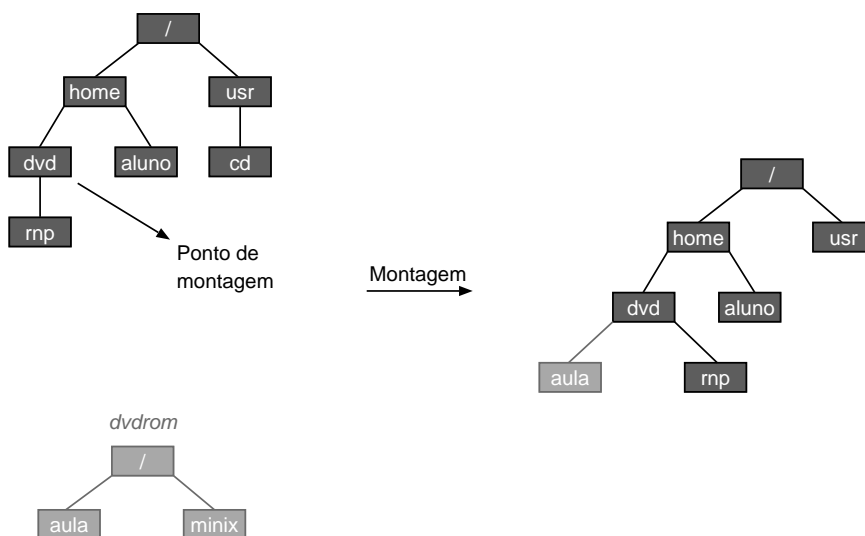 /
home
usr
dvd
aluno
cd
rnp
Ponto de
montagem
Montagem
/
home
usr
dvd
aluno
aula
rnp
dvdrom
/
aula
minix